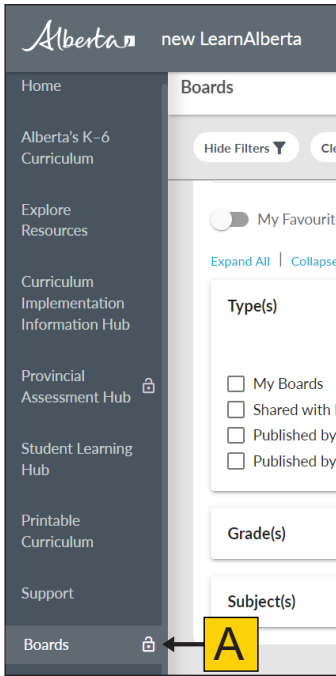 Alberta new LearnAlberta
Home
Alberta's K–6
Curriculum
Explore
Resources
Curriculum
Implementation
Information Hub
Provincial
Assessment Hub
Student Learning
Hub
Printable
Curriculum
Support
Boards
A
Boards
Hide Filters
My Favourit
Expand All | Collapse
Type(s)
My Boards
Shared with
Published by
Published by
Grade(s)
Subject(s)